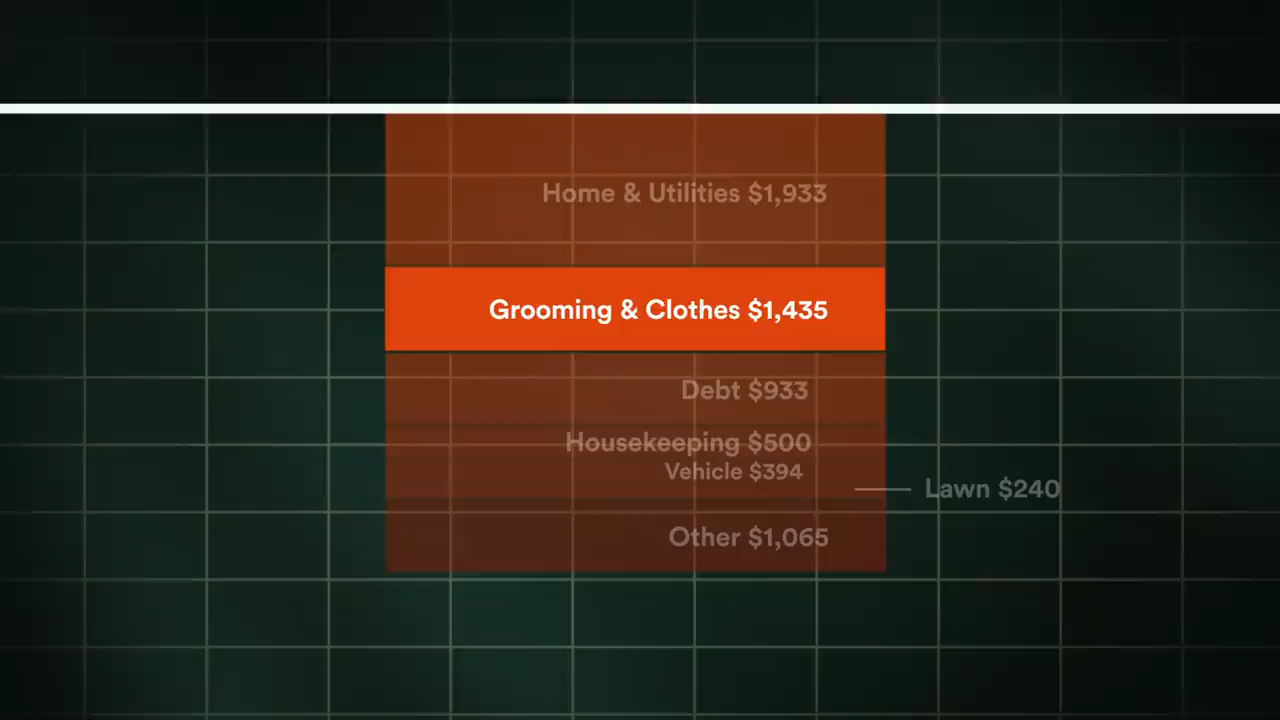 Home & Utilities $1,933
Grooming & Clothes $1,435
Debt $933
Housekeeping $500
Vehicle $394
Lawn $240
Other $1,065